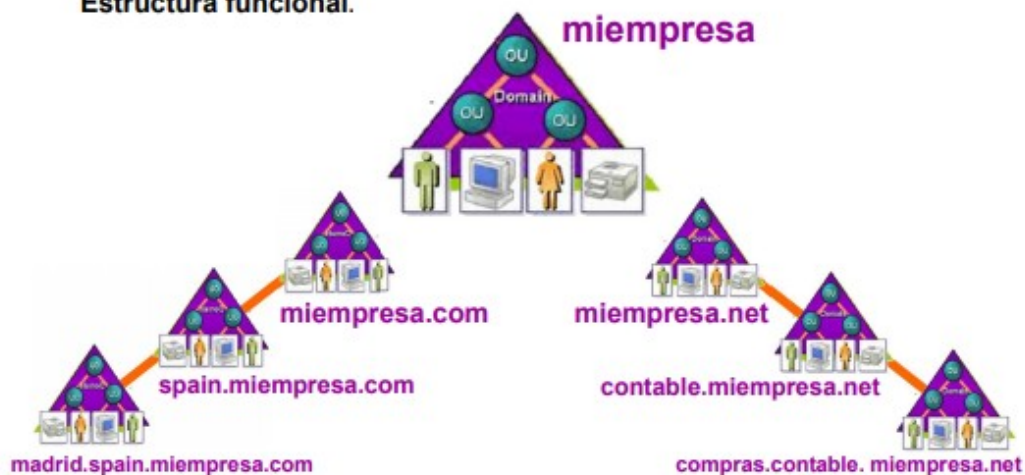 Estructura funcional.
miempresa
OU
Domain
OU
OU
miempresa.com
miempresa.net
spain.miempresa.com
contable.miempresa.net
madrid.spain.miempresa.com
compras.contable. miempresa.net